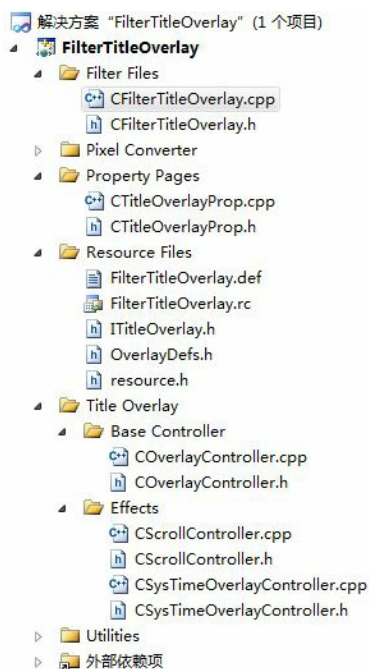 解决方案 "FilterTitleOverlay" (1 个项目)
FilterTitleOverlay
Filter Files
CFilterTitleOverlay.cpp
CFilterTitleOverlay.h
Pixel Converter
Property Pages
CTitleOverlayProp.cpp
CTitleOverlayProp.h
Resource Files
FilterTitleOverlay.def
FilterTitleOverlay.rc
ITitleOverlay.h
OverlayDefs.h
resource.h
Title Overlay
Base Controller
COverlayController.cpp
COverlayController.h
Effects
CScrollController.cpp
CScrollController.h
CSysTimeOverlayController.cpp
CSysTimeOverlayController.h
Utilities
外部依赖项